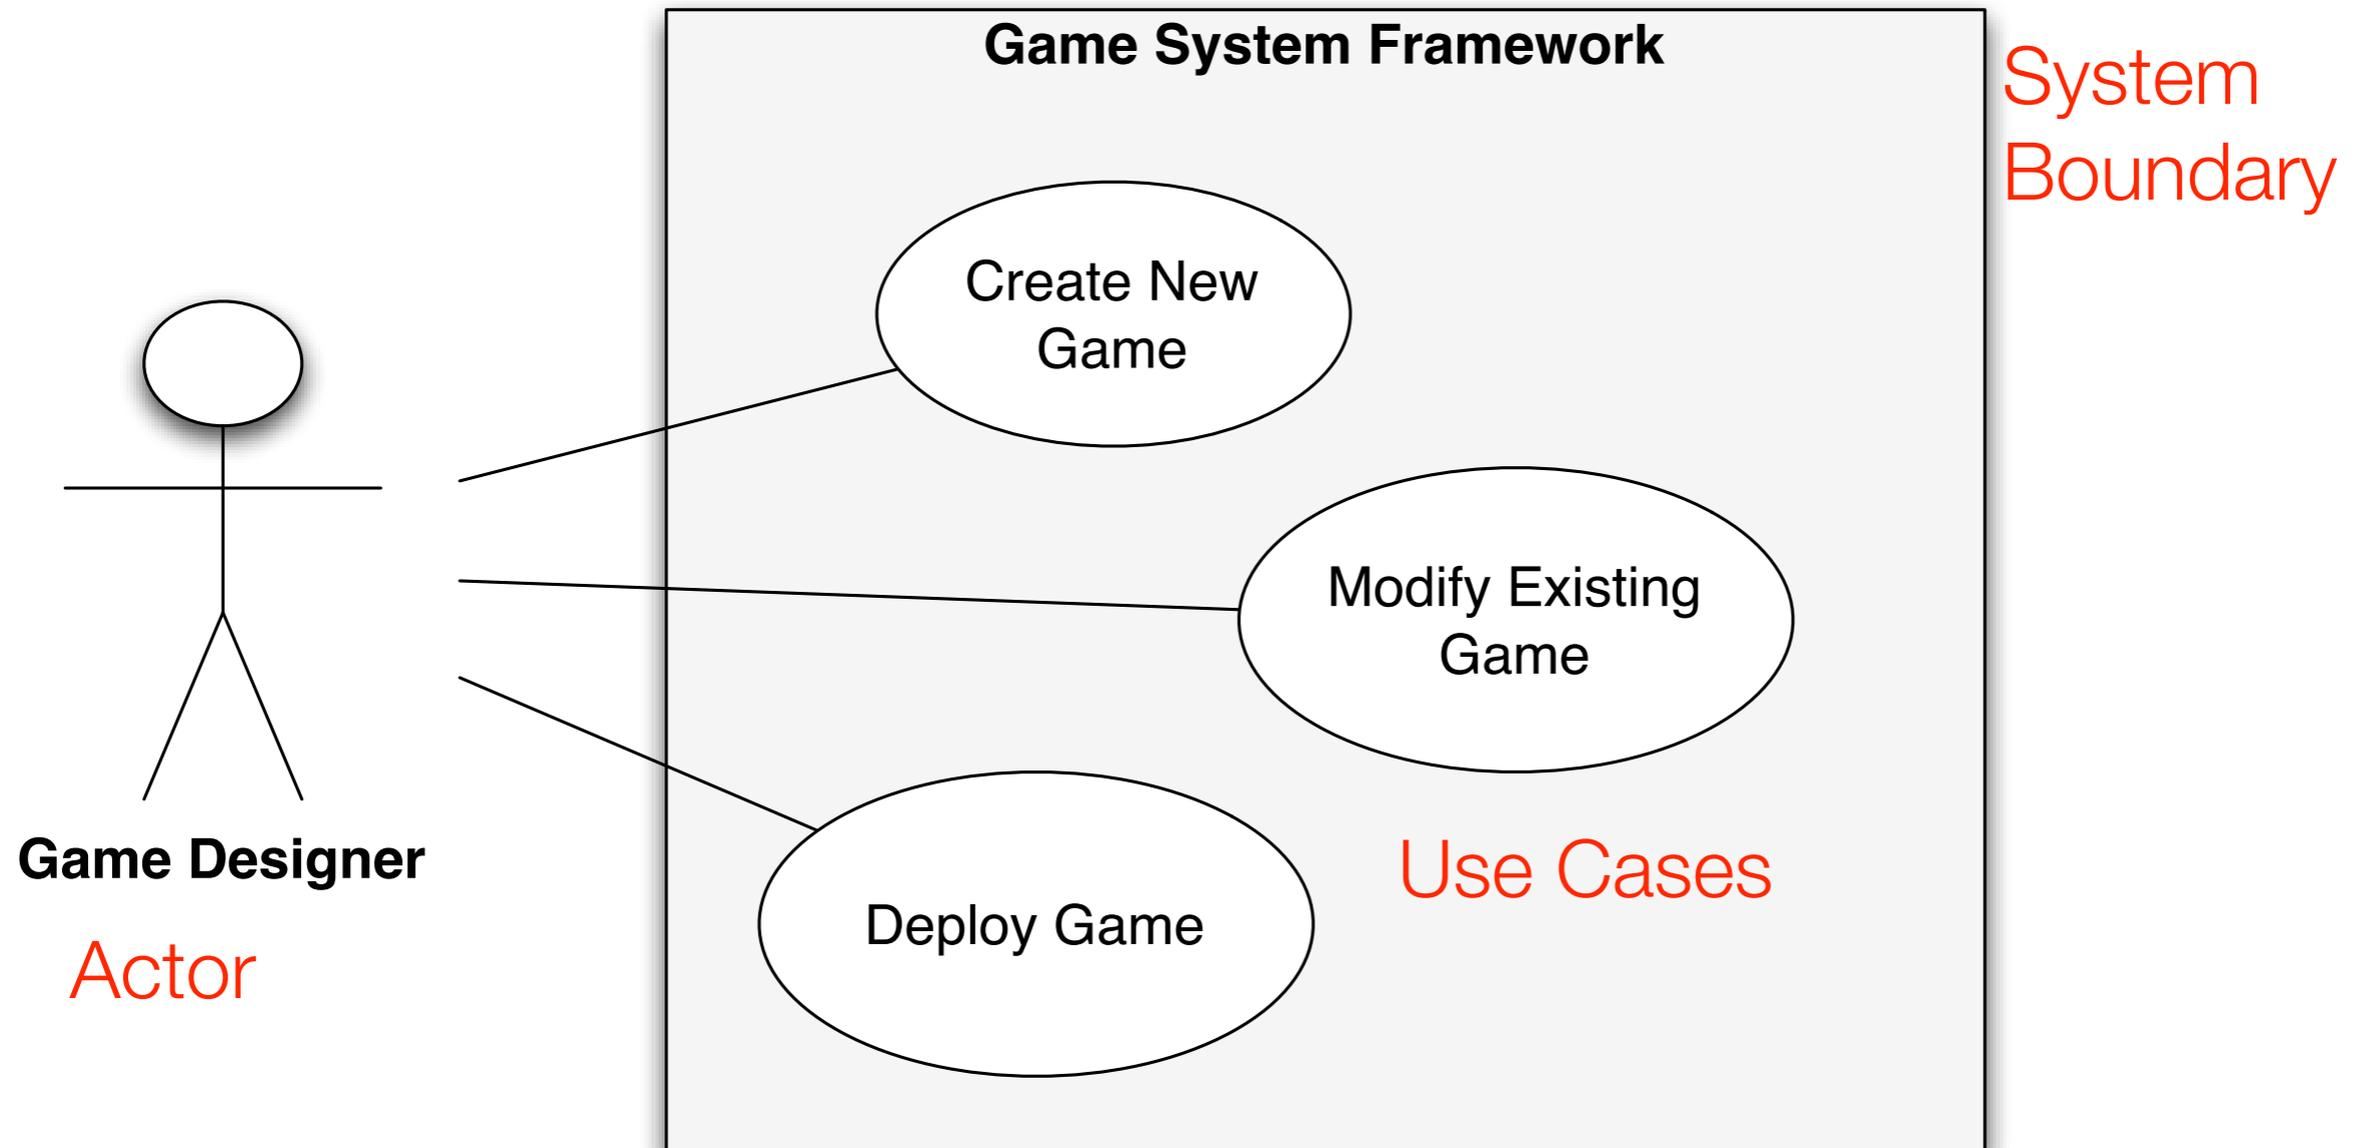 Game System Framework
System
Boundary
Create New
Game
Modify Existing
Game
Game Designer
Use Cases
Deploy Game
Actor